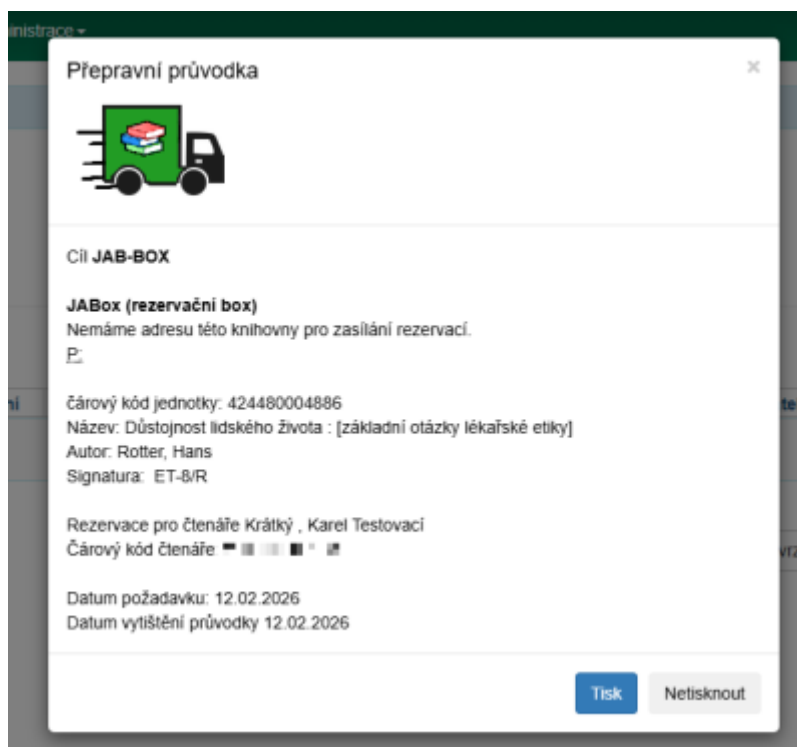 Přepravní průvodka
×
Cíl JAB-BOX
JABox (rezervační box)
Nemáme adresu této knihovny pro zasílání rezervací.
P:
čárový kód jednotky: 424480004886
Název: Důstojnost lidského života : [základní otázky lékařské etiky]
Autor: Rotter, Hans
Signatura: ET-8/R
Rezervace pro čtenáře Krátký , Karel Testovací
Čárový kód čtenáře
Datum požadavku: 12.02.2026
Datum vytištění průvodky 12.02.2026
Tisk
Netisknout